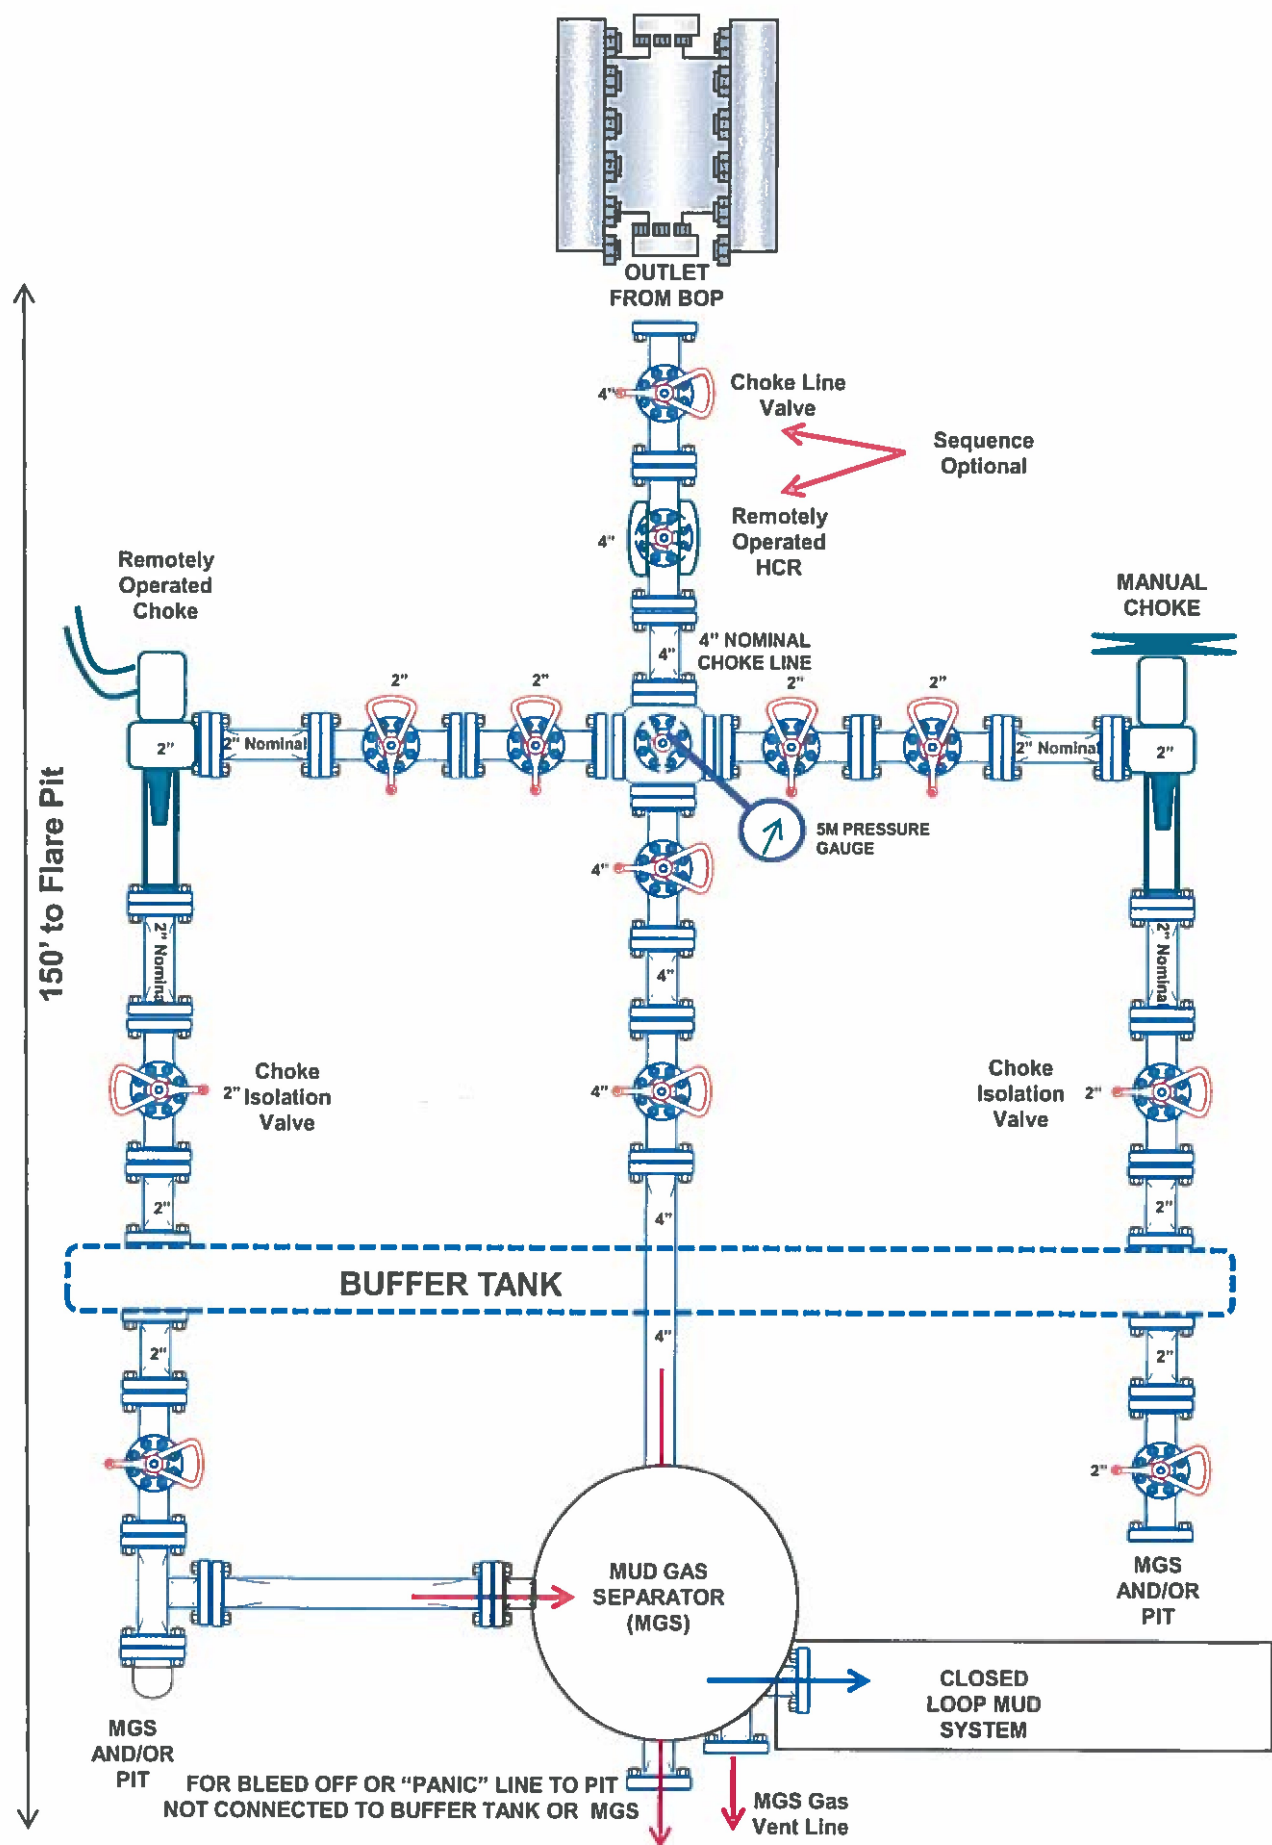 OUTLET
FROM BOP
4"
Choke Line
Valve
Sequence
Optional
4"
Remotely
Operated
HCR
Remotely
Operated
Choke
MANUAL
CHOKE
4"
4" NOMINAL
CHOKE LINE
2"
2"
2"
2"
2"
2" Nominal
2" Nominal
2"
5M PRESSURE
GAUGE
4"
150' to Flare Pit
2" Nominal
4"
2" Nominal
2"
Choke
Isolation
Valve
4"
Choke
Isolation
Valve
2"
2"
4"
2"
BUFFER TANK
2"
4"
2"
2"
MUD GAS
SEPARATOR
(MGS)
MGS
AND/OR
PIT
CLOSED
LOOP MUD
SYSTEM
MGS
AND/OR
PIT
FOR BLEED OFF OR "PANIC" LINE TO PIT
NOT CONNECTED TO BUFFER TANK OR MGS
MGS Gas
Vent Line